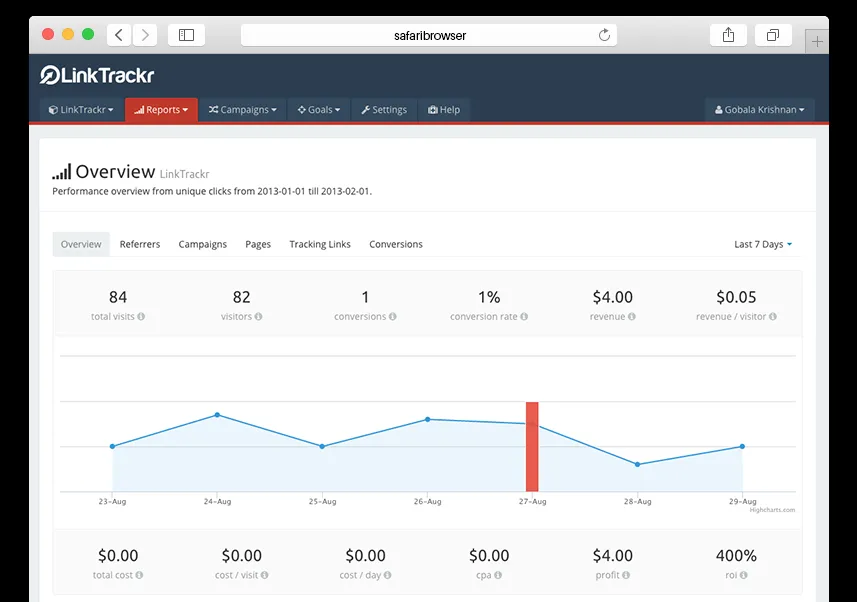 safaribrowser
LinkTrackr
LinkTrackr Reports Campaigns Goals Settings Help Gobala Krishnan
Overview LinkTrackr
Performance overview from unique clicks from 2013-01-01 till 2013-02-01.
Overview Referrers Campaigns Pages Tracking Links Conversions Last 7 Days
84 82 1 1% $4.00 $0.05
total visits visitors conversions conversion rate revenue revenue / visitor
23-Aug 24-Aug 25-Aug 26-Aug 27-Aug 28-Aug 29-Aug
Highcharts.com
$0.00 $0.00 $0.00 $0.00 $4.00 400%
total cost cost / visit cost / day cpa profit roi